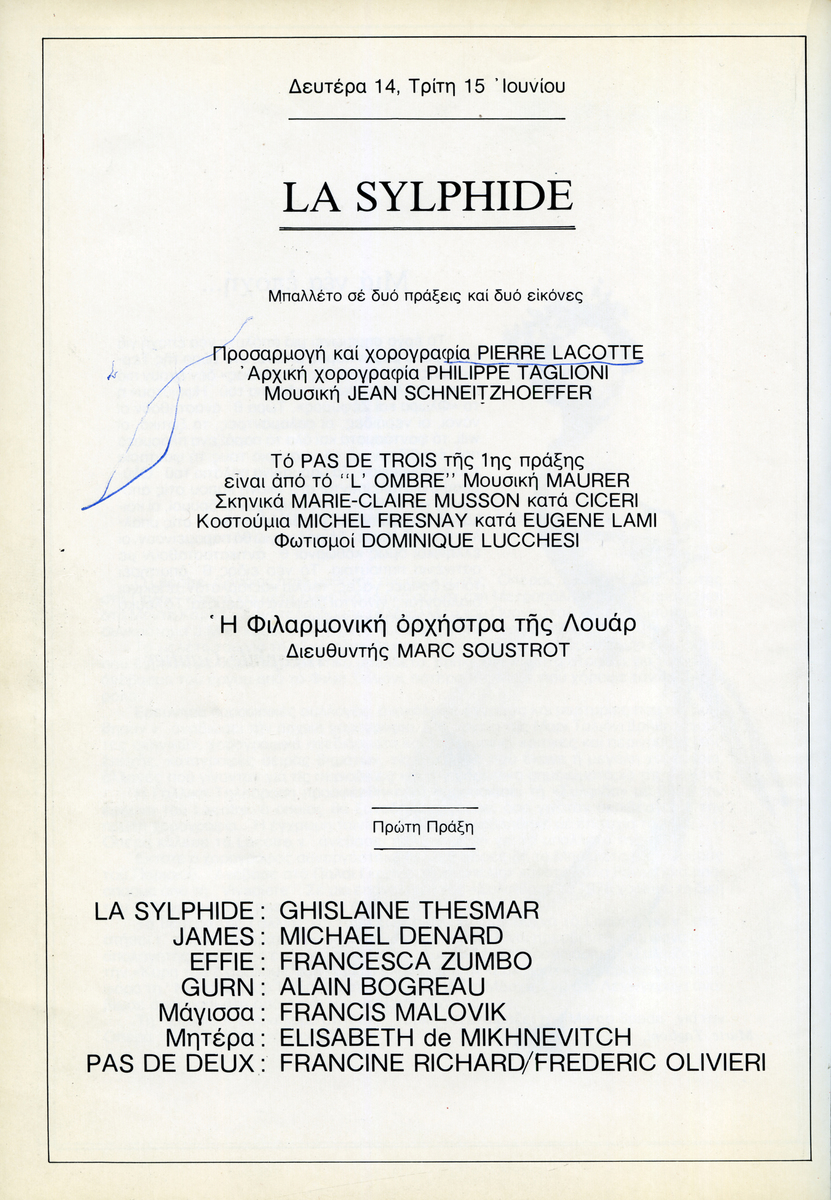 Δευτέρα 14, Τρίτη 15 ᾿Ιουνίου
LA SYLPHIDE
Μπαλλέτο σέ δυό πράξεις καί δυό εἰκόνες
Προσαρμογή καί χορογραφία PIERRE LACOTTE
᾿Αρχική χορογραφία PHILIPPE TAGLIONI
Μουσική JEAN SCHNEITZHOEFFER
Τό PAS DE TROIS τῆς 1ης πράξης
εἶναι ἀπό τό “L' OMBRE” Μουσική MAURER
Σκηνικά MARIE-CLAIRE MUSSON κατά CICERI
Κοστούμια MICHEL FRESNAY κατά EUGENE LAMI
Φωτισμοί DOMINIQUE LUCCHESI
῾Η Φιλαρμονική ὀρχήστρα τῆς Λουάρ
Διευθυντής MARC SOUSTROT
Πρώτη Πράξη
LA SYLPHIDE : GHISLAINE THESMAR
JAMES : MICHAEL DENARD
EFFIE : FRANCESCA ZUMBO
GURN : ALAIN BOGREAU
Μάγισσα : FRANCIS MALOVIK
Μητέρα : ELISABETH de MIKHNEVITCH
PAS DE DEUX : FRANCINE RICHARD/FREDERIC OLIVIERI